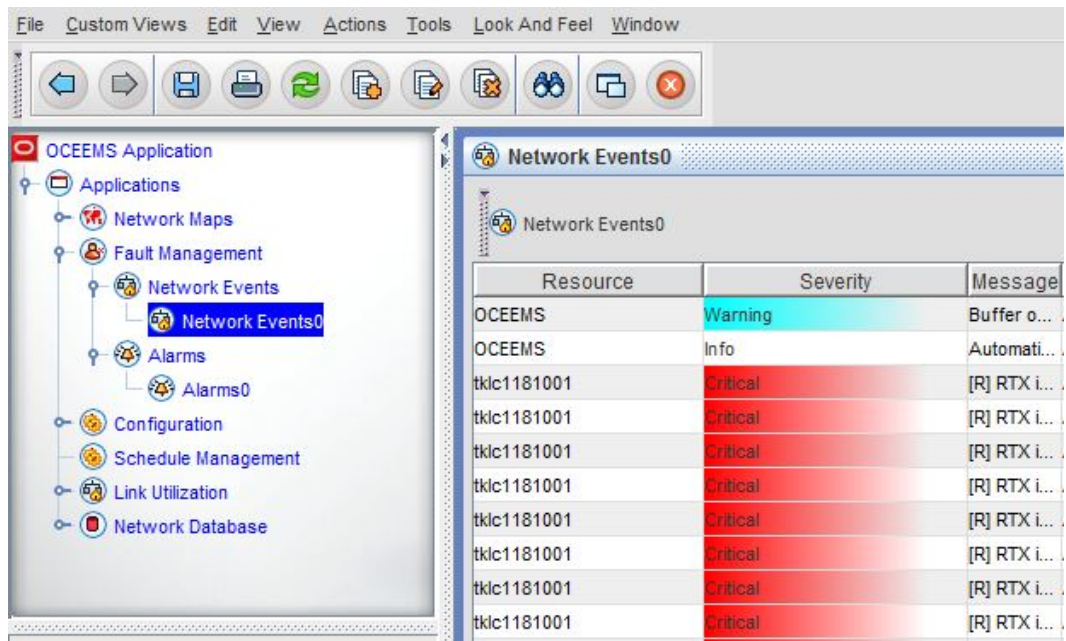 File Custom Views Edit View Actions Tools Look And Feel Window
OCEEMS Application
Applications
Network Maps
Fault Management
Network Events
Network Events0
Alarms
Alarms0
Configuration
Schedule Management
Link Utilization
Network Database
Network Events0
Network Events0
Resource Severity Message
OCEEMS Warning Buffer o...
OCEEMS Info Automati...
tklc1181001 Critical [R] RTX i...
tklc1181001 Critical [R] RTX i...
tklc1181001 Critical [R] RTX i...
tklc1181001 Critical [R] RTX i...
tklc1181001 Critical [R] RTX i...
tklc1181001 Critical [R] RTX i...
tklc1181001 Critical [R] RTX i...
tklc1181001 Critical [R] RTX i...